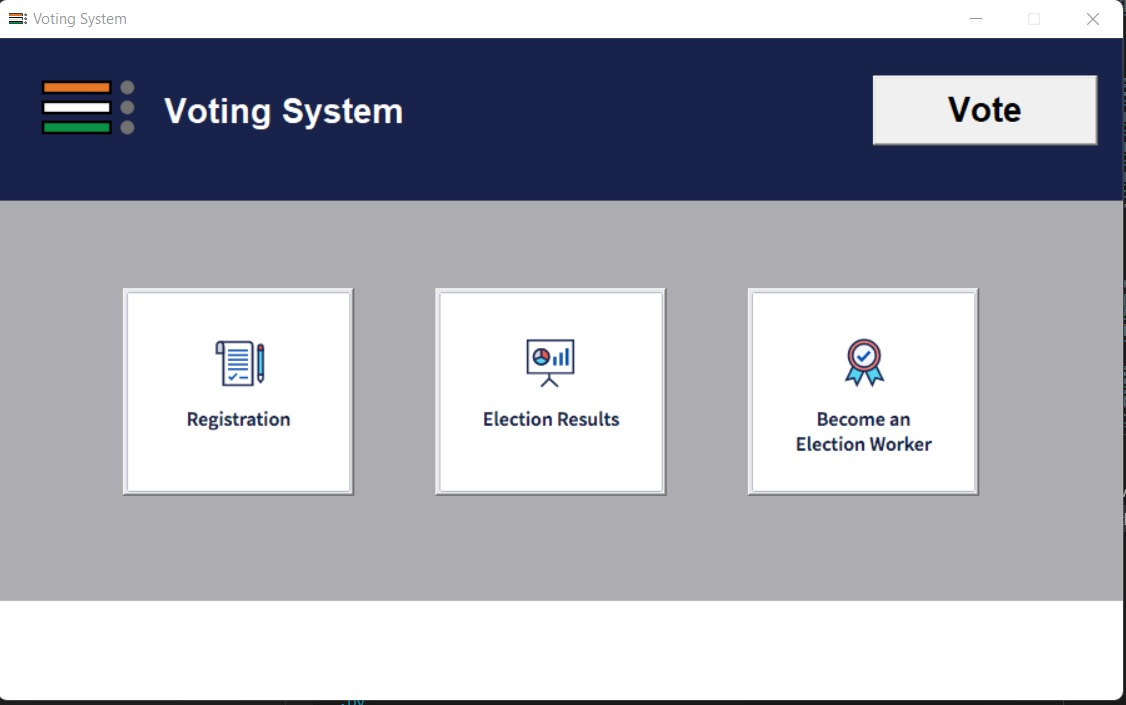 Voting System
Voting System
Vote
Registration
Election Results
Become an
Election Worker